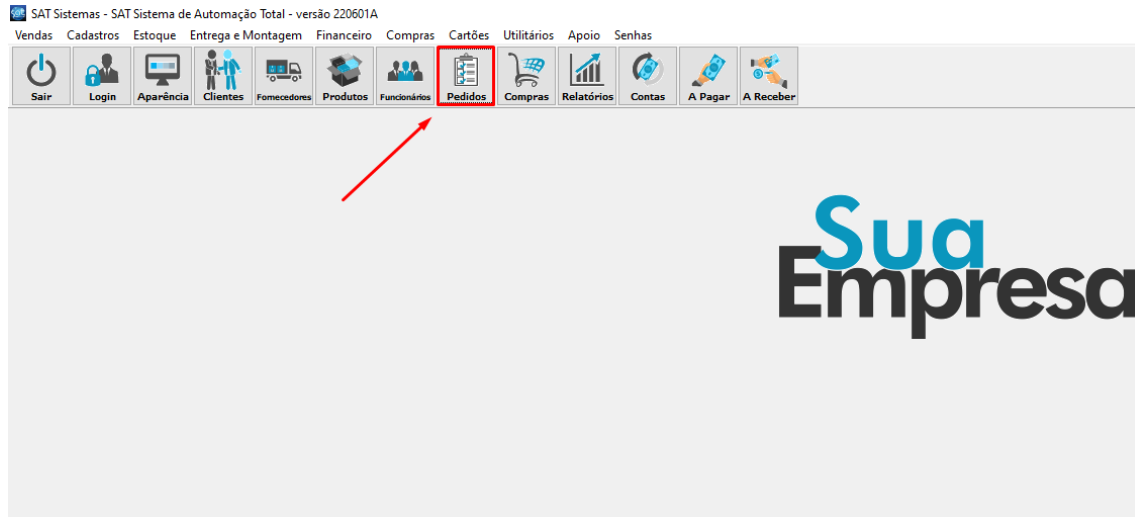 SAT Sistemas - SAT Sistema de Automação Total - versão 220601A
Vendas Cadastros Estoque Entrega e Montagem Financeiro Compras Cartões Utilitários Apoio Senhas
Sair Login Aparência Clientes Fornecedores Produtos Funcionários Pedidos Compras Relatórios Contas A Pagar A Receber
Sua
Empresa